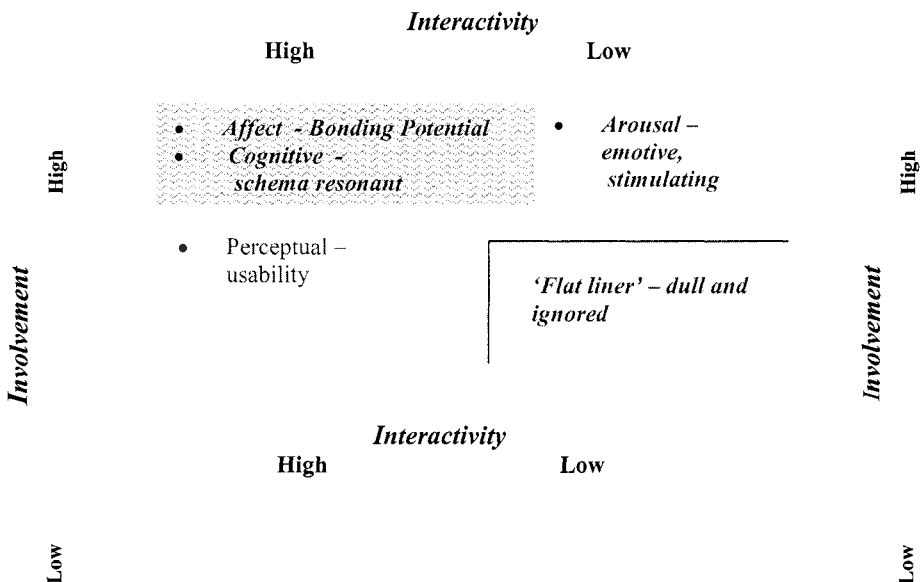 Interactivity
High Low
• Affect - Bonding Potential
• Cognitive -
schema resonant
• Arousal –
emotive,
stimulating
High
High
• Perceptual –
usability
'Flat liner' – dull and
ignored
Involvement
Involvement
Interactivity
High Low
Low
Low